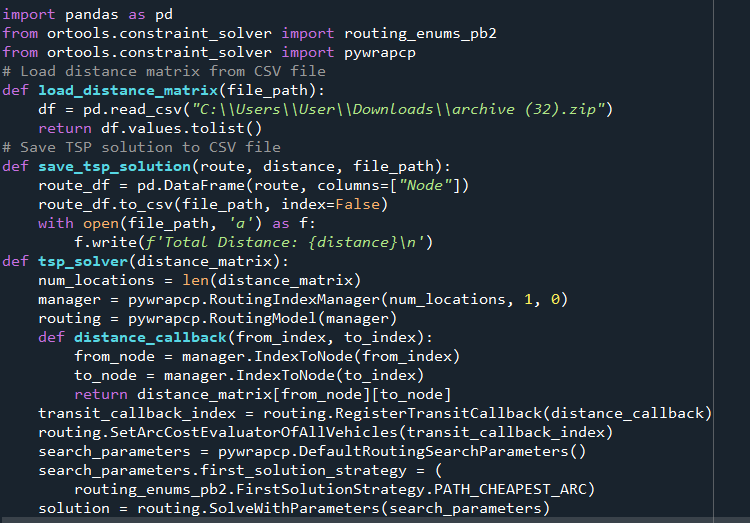 import pandas as pd
from ortools.constraint_solver import routing_enums_pb2
from ortools.constraint_solver import pywrapcp
# Load distance matrix from CSV file
def load_distance_matrix(file_path):
    df = pd.read_csv("C:\\Users\\User\\Downloads\\archive (32).zip")
    return df.values.tolist()
# Save TSP solution to CSV file
def save_tsp_solution(route, distance, file_path):
    route_df = pd.DataFrame(route, columns=["Node"])
    route_df.to_csv(file_path, index=False)
    with open(file_path, 'a') as f:
        f.write(f'Total Distance: {distance}\n')
def tsp_solver(distance_matrix):
    num_locations = len(distance_matrix)
    manager = pywrapcp.RoutingIndexManager(num_locations, 1, 0)
    routing = pywrapcp.RoutingModel(manager)
    def distance_callback(from_index, to_index):
        from_node = manager.IndexToNode(from_index)
        to_node = manager.IndexToNode(to_index)
        return distance_matrix[from_node][to_node]
    transit_callback_index = routing.RegisterTransitCallback(distance_callback)
    routing.SetArcCostEvaluatorOfAllVehicles(transit_callback_index)
    search_parameters = pywrapcp.DefaultRoutingSearchParameters()
    search_parameters.first_solution_strategy = (
        routing_enums_pb2.FirstSolutionStrategy.PATH_CHEAPEST_ARC)
    solution = routing.SolveWithParameters(search_parameters)